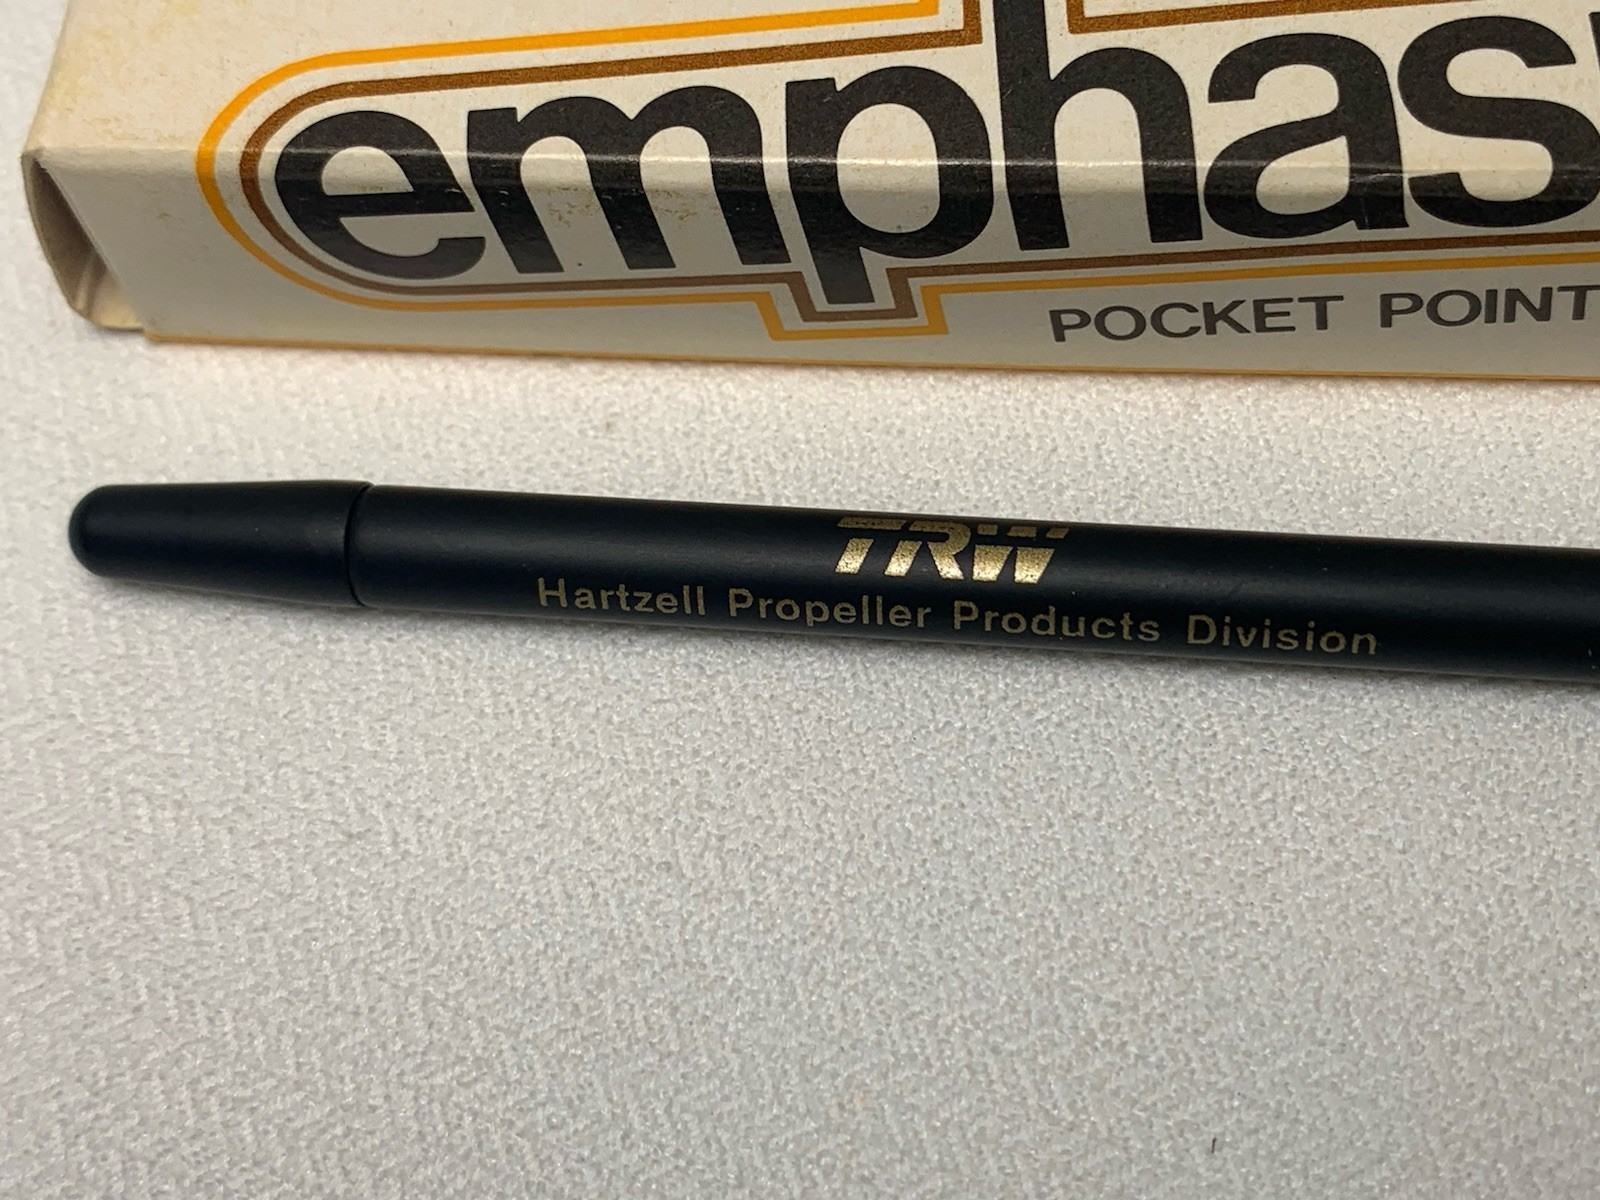 emphas
POCKET POINT
TRW
Hartzell Propeller Products Division